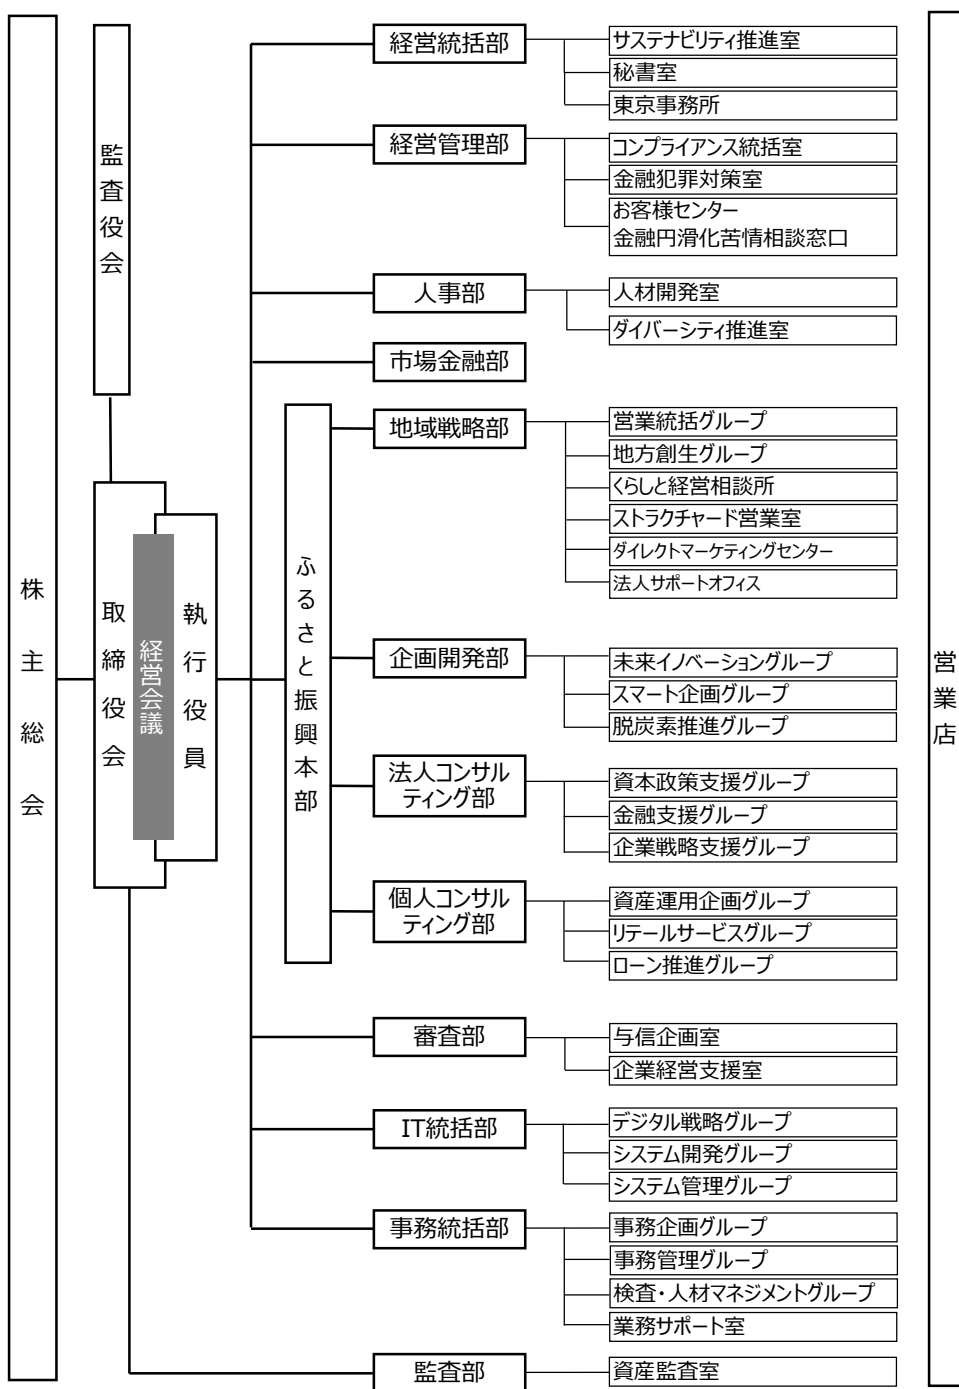 株主総会
監査役会
取締役会
経営会議
執行役員
経営統括部
サステナビリティ推進室
秘書室
東京事務所
経営管理部
コンプライアンス統括室
金融犯罪対策室
お客様センター
金融円滑化苦情相談窓口
人事部
人材開発室
ダイバーシティ推進室
市場金融部
ふるさと振興本部
地域戦略部
営業統括グループ
地方創生グループ
くらしと経営相談所
ストラクチャード営業室
ダイレクトマーケティングセンター
法人サポートオフィス
企画開発部
未来イノベーショングループ
スマート企画グループ
脱炭素推進グループ
法人コンサル
ティング部
資本政策支援グループ
金融支援グループ
企業戦略支援グループ
個人コンサル
ティング部
資産運用企画グループ
リテールサービスグループ
ローン推進グループ
審査部
与信企画室
企業経営支援室
IT統括部
デジタル戦略グループ
システム開発グループ
システム管理グループ
事務統括部
事務企画グループ
事務管理グループ
検査・人材マネジメントグループ
業務サポート室
監査部
資産監査室
営業店